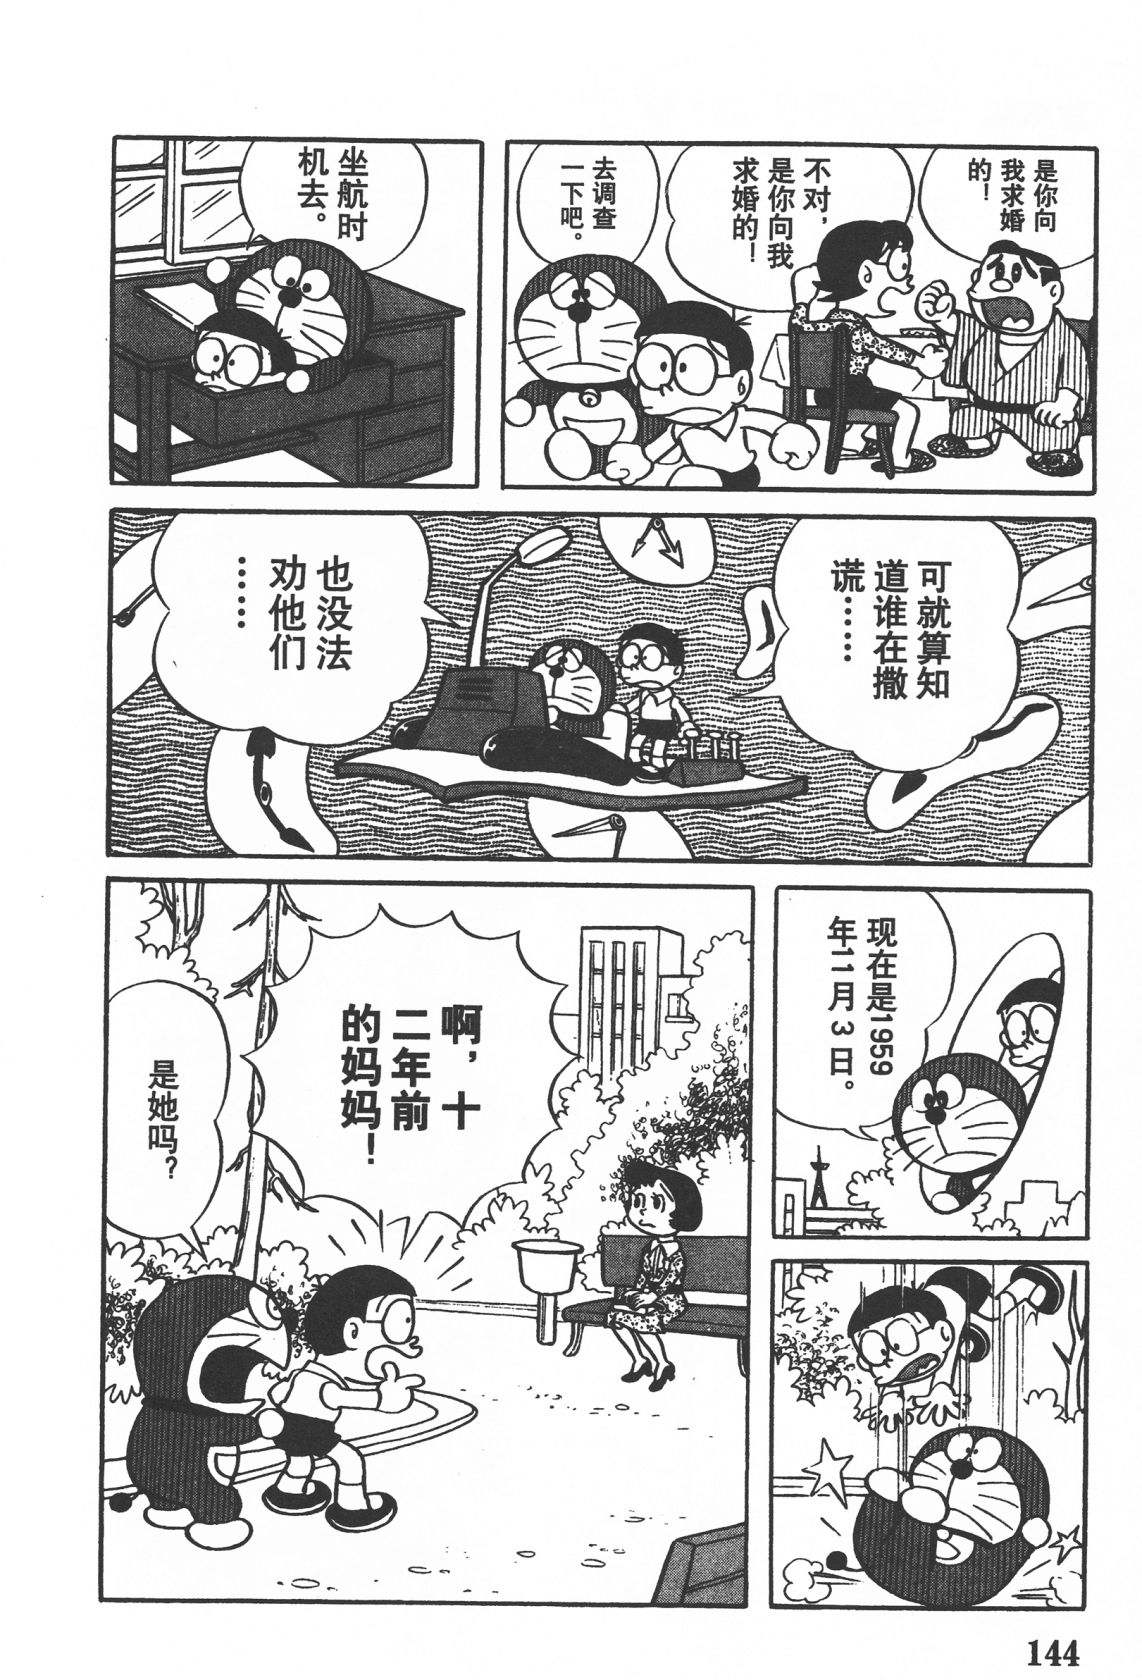 是你向
我求婚
的！
不对，
是你向我
求婚的！
去调查
一下吧。
坐航时
机去。
可就算知
道谁在撒
谎……
也没法
劝他们
……
现在是1959
年11月3日。
啊，十
二年前
的妈妈！
是她吗？
144